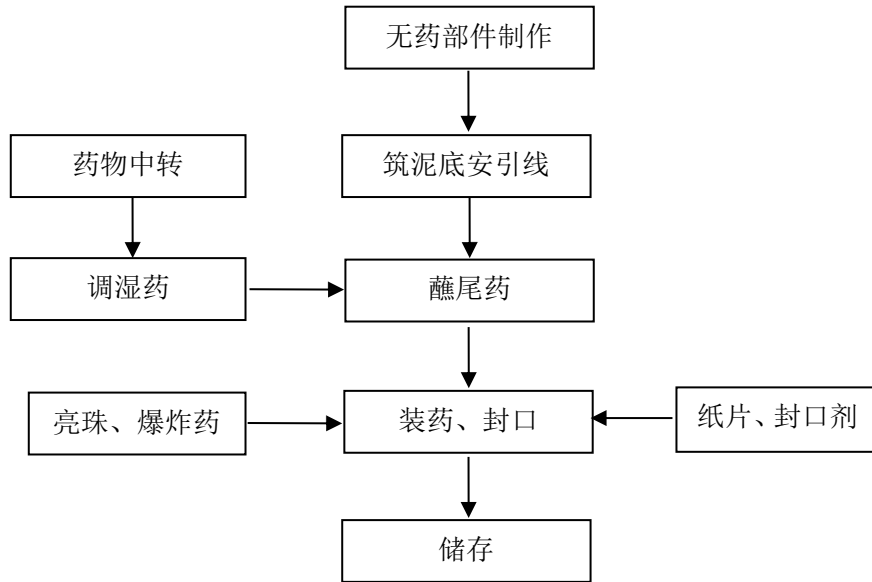 无药部件制作
药物中转
筑泥底安引线
调湿药
蘸尾药
亮珠、爆炸药
装药、封口
纸片、封口剂
储存